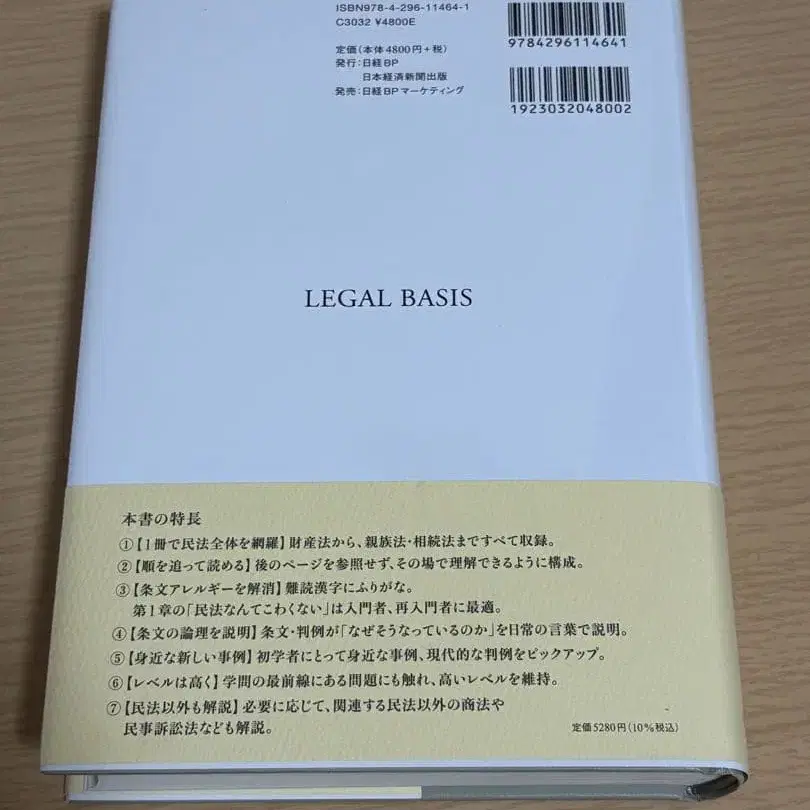 ISBN978-4-296-11464-1
C3032 ¥4800E
定価(本体4800円+税)
発行:日経BP
日本経済新聞出版
発売:日経BPマーケティング
9784296114641
1923032048002
LEGAL BASIS
本書の特長
①【1冊で民法全体を網羅】財産法から、親族法・相続法まですべて収録。
②【順を追って読める】後のページを参照せず、その場で理解できるように構成。
③【条文アレルギーを解消】難読漢字にふりがな。
第1章の「民法なんてこわくない」は入門者、再入門者に最適。
④【条文の論理を説明】条文・判例が「なぜそうなっているのか」を日常の言葉で説明。
⑤【身近な新しい事例】初学者にとって身近な事例、現代的な判例をピックアップ。
⑥【レベルは高く】学問の最前線にある問題にも触れ、高いレベルを維持。
⑦【民法以外も解説】必要に応じて、関連する民法以外の商法や
民事訴訟法なども解説。
定価5280円(10%税込)